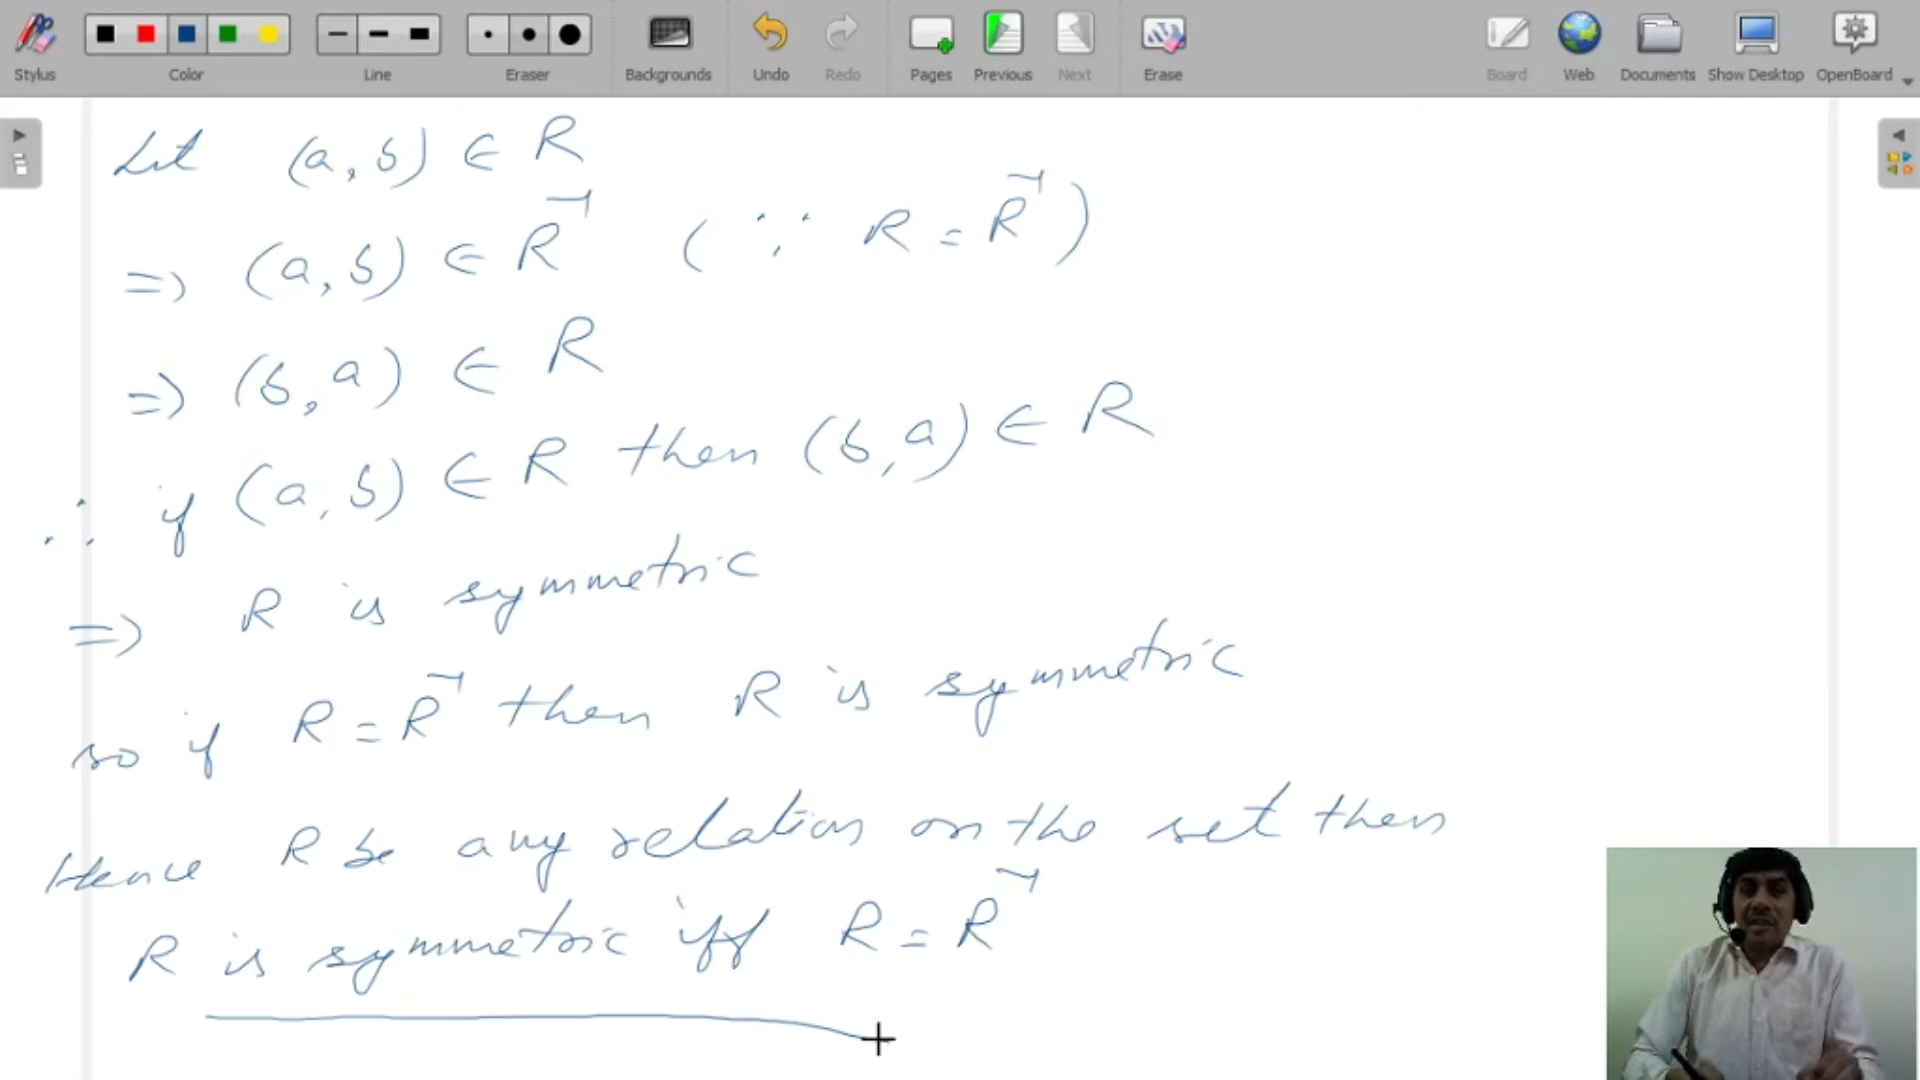 Stylus
Color
Line
Eraser
Backgrounds
Undo
Redo
Pages
Previous
Next
Erase
Board
Web
Documents
Show Desktop
OpenBoard
Let (a, b) ∈ R
⇒ (a, b) ∈ R⁻¹ (∵ R = R⁻¹)
⇒ (b, a) ∈ R
∴ if (a, b) ∈ R then (b, a) ∈ R
⇒ R is symmetric
so if R = R⁻¹ then R is symmetric
Hence R be any relation on the set then
R is symmetric iff R = R⁻¹